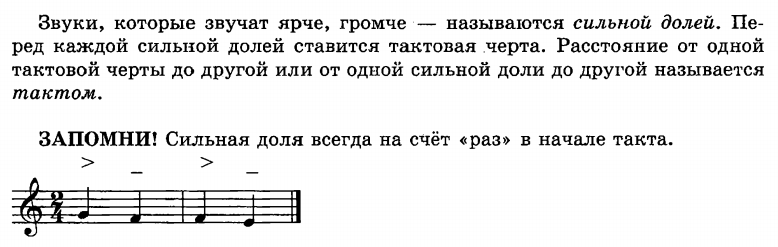 Звуки, которые звучат ярче, громче — называются сильной долей. Пе-
ред каждой сильной долей ставится тактовая черта. Расстояние от одной
тактовой черты до другой или от одной сильной доли до другой называется
тактом.
ЗАПОМНИ! Сильная доля всегда на счёт «раз» в начале такта.
> – > –
2
4